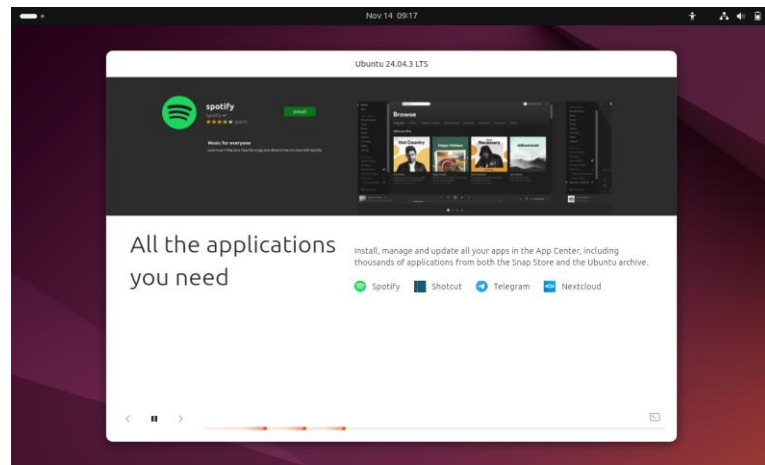 Nov 14 09:17
Ubuntu 24.04.3 LTS
spotify
Install
Music for everyone
Browse
Hot Country
All the applications
you need
Install, manage and update all your apps in the App Center, including
thousands of applications from both the Snap Store and the Ubuntu archive.
Spotify Shotcut Telegram Nextcloud